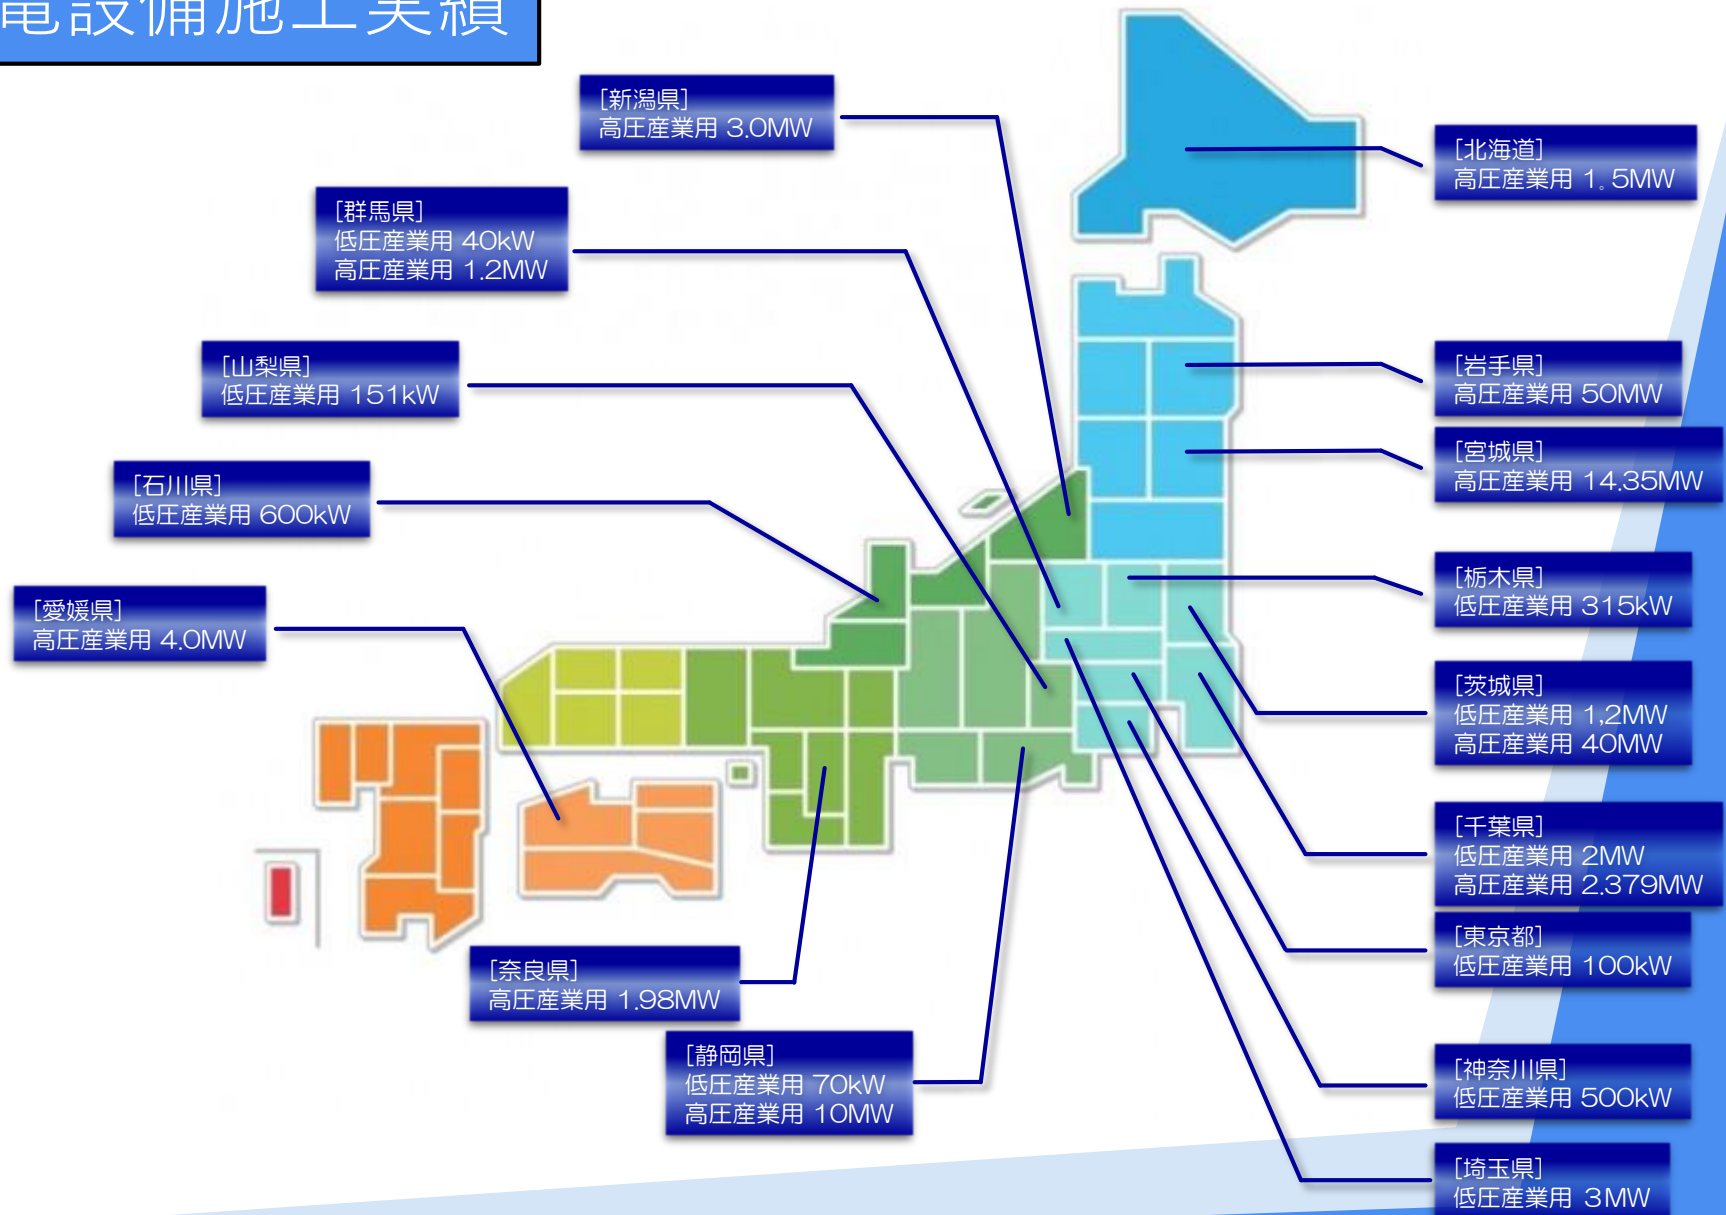 電設備施工実績
[新潟県]
高圧産業用 3.0MW
[北海道]
高圧産業用 1.5MW
[群馬県]
低圧産業用 40kW
高圧産業用 1.2MW
[山梨県]
低圧産業用 151kW
[岩手県]
高圧産業用 50MW
[宮城県]
高圧産業用 14.35MW
[石川県]
低圧産業用 600kW
[栃木県]
低圧産業用 315kW
[愛媛県]
高圧産業用 4.0MW
[茨城県]
低圧産業用 1,2MW
高圧産業用 40MW
[千葉県]
低圧産業用 2MW
高圧産業用 2.379MW
[東京都]
低圧産業用 100kW
[奈良県]
高圧産業用 1.98MW
[静岡県]
低圧産業用 70kW
高圧産業用 10MW
[神奈川県]
低圧産業用 500kW
[埼玉県]
低圧産業用 3MW